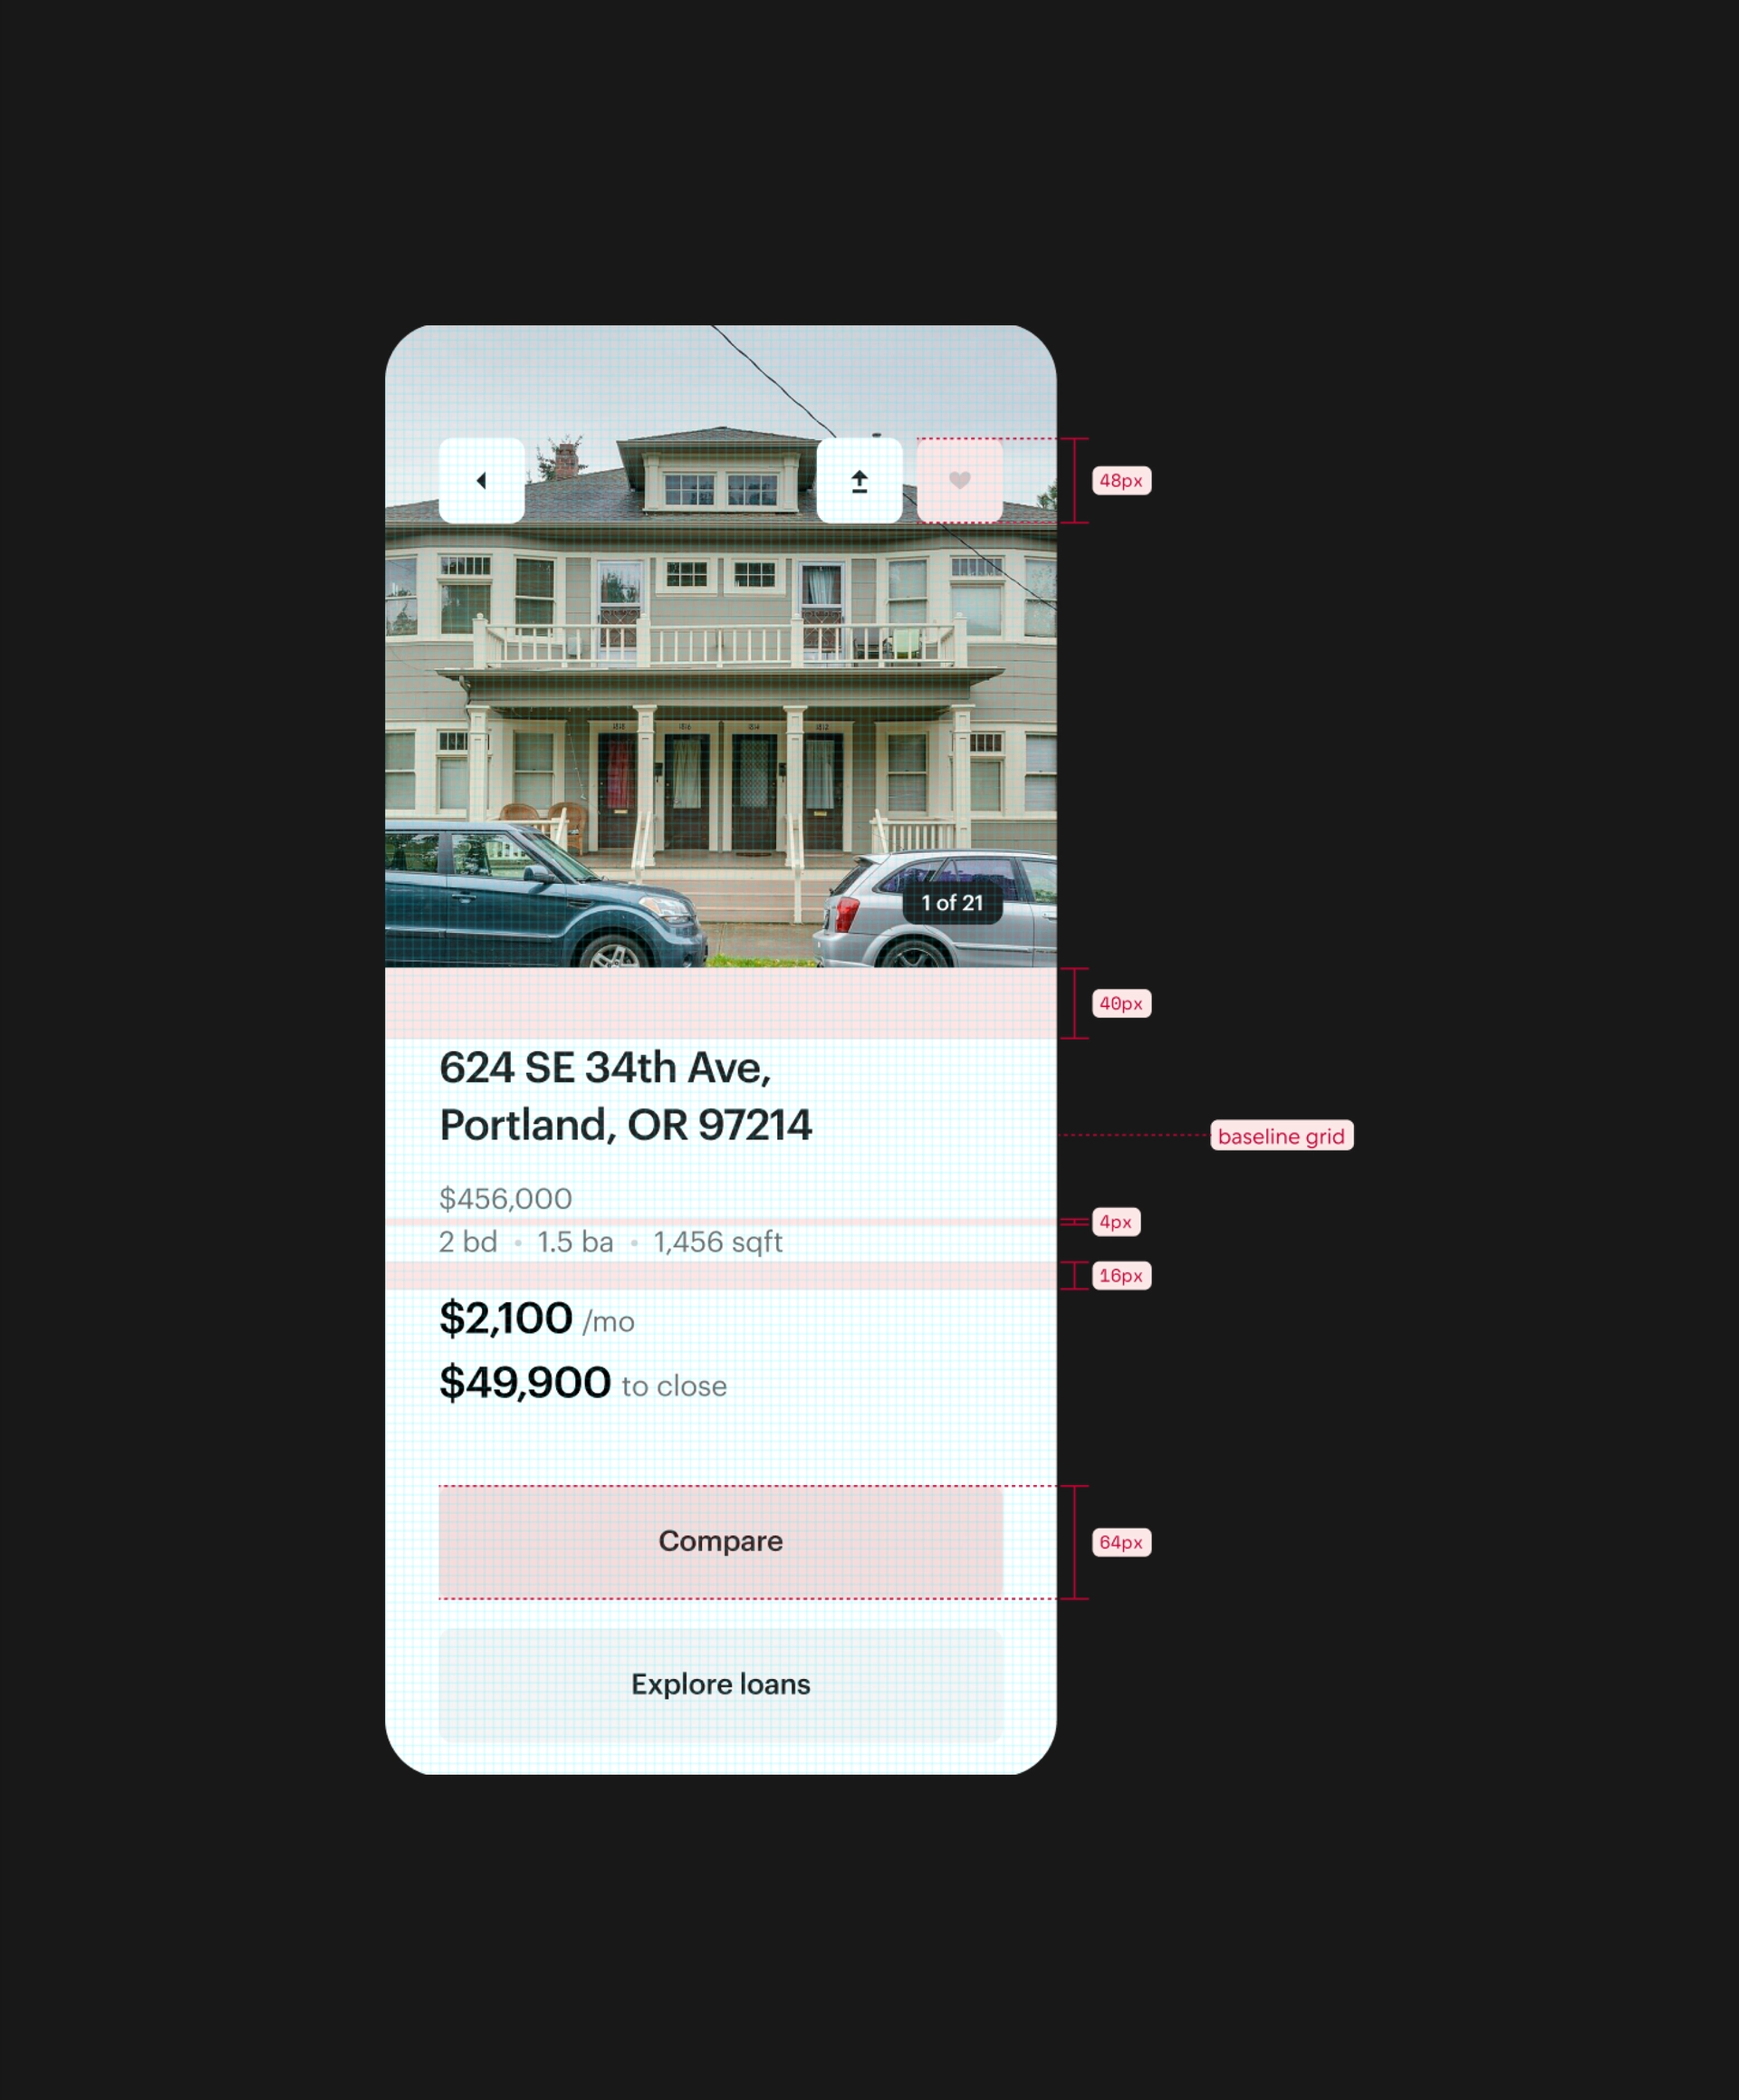 48px
1 of 21
40px
624 SE 34th Ave,
Portland, OR 97214
baseline grid
$456,000
4px
2 bd • 1.5 ba • 1,456 sqft
16px
$2,100 /mo
$49,900 to close
Compare
64px
Explore loans